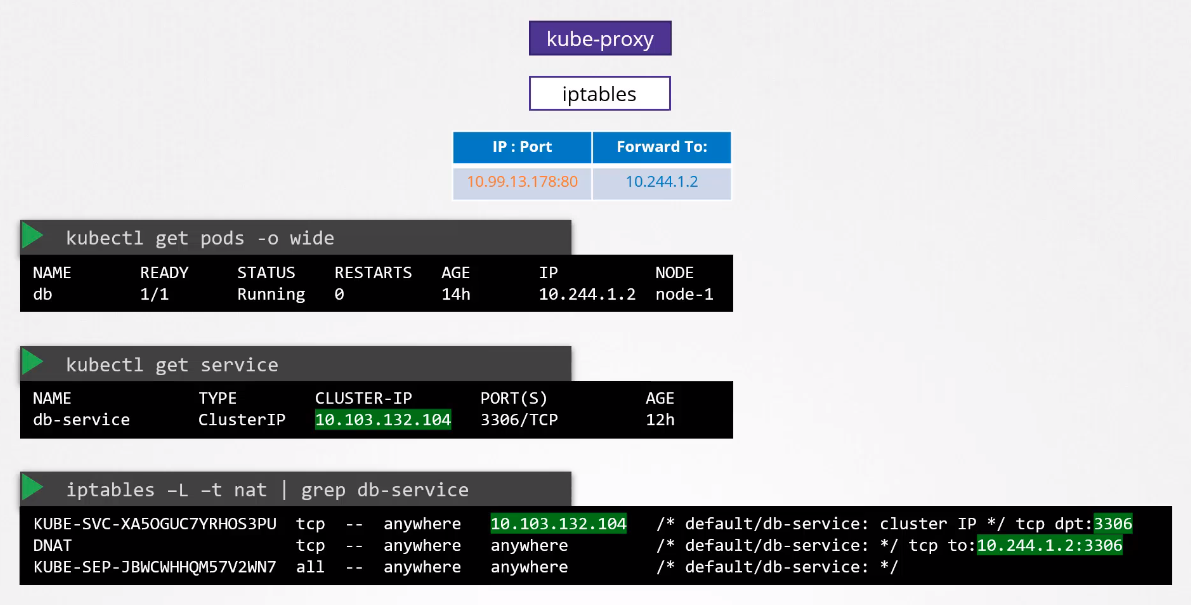 kube-proxy
iptables
IP : Port Forward To:
10.99.13.178:80 10.244.1.2
kubectl get pods -o wide
NAME READY STATUS RESTARTS AGE IP NODE
db 1/1 Running 0 14h 10.244.1.2 node-1
kubectl get service
NAME TYPE CLUSTER-IP PORT(S) AGE
db-service ClusterIP 10.103.132.104 3306/TCP 12h
iptables –L –t nat | grep db-service
KUBE-SVC-XA5OGUC7YRHOS3PU tcp -- anywhere 10.103.132.104 /* default/db-service: cluster IP */ tcp dpt:3306
DNAT tcp -- anywhere anywhere /* default/db-service: */ tcp to:10.244.1.2:3306
KUBE-SEP-JBWCWHHQM57V2WN7 all -- anywhere anywhere /* default/db-service: */